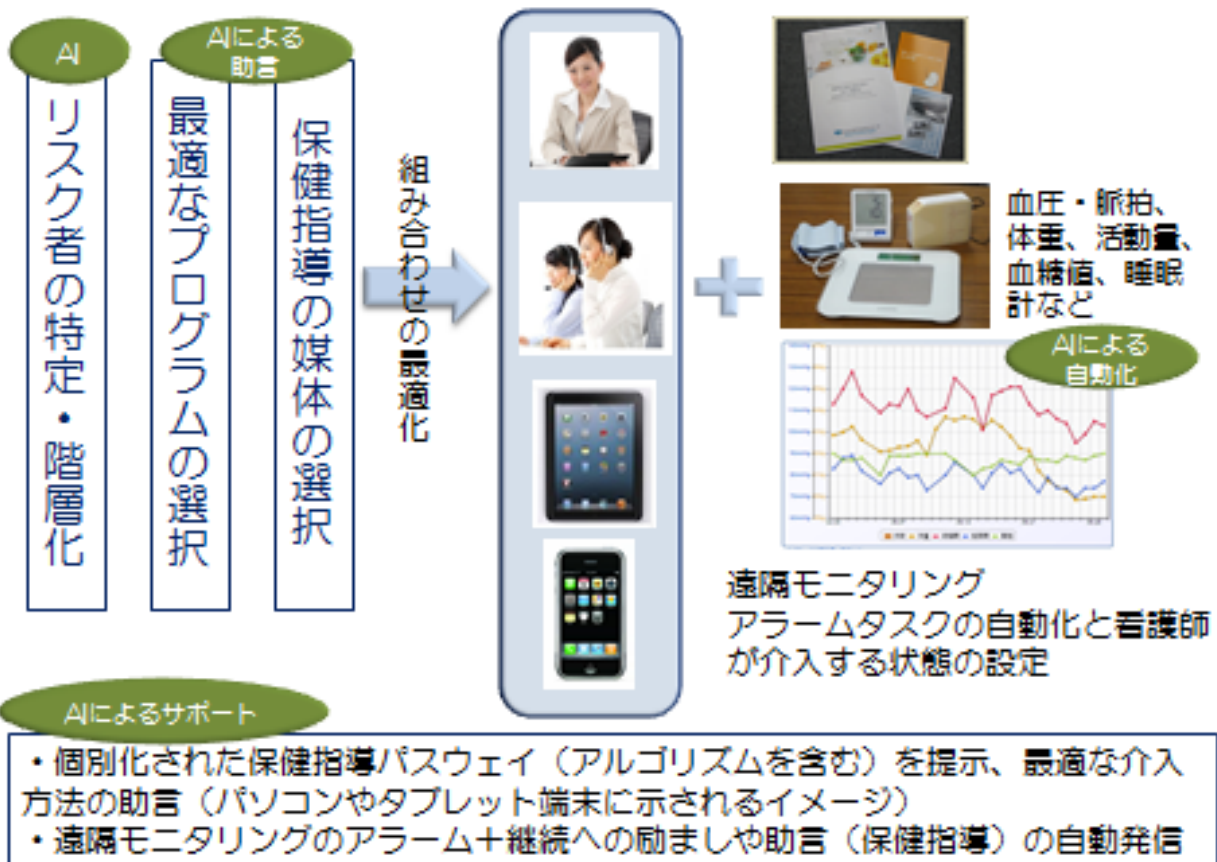 AI
リスク者の特定・階層化
AIによる
助言
最適なプログラムの選択
保健指導の媒体の選択
組み合わせの最適化
血圧・脈拍、
体重、活動量、
血糖値、睡眠
計など
AIによる
自動化
遠隔モニタリング
アラームタスクの自動化と看護師
が介入する状態の設定
AIによるサポート
・個別化された保健指導パスウェイ（アルゴリズムを含む）を提示、最適な介入
方法の助言（パソコンやタブレット端末に示されるイメージ）
・遠隔モニタリングのアラーム＋継続への励ましや助言（保健指導）の自動発信